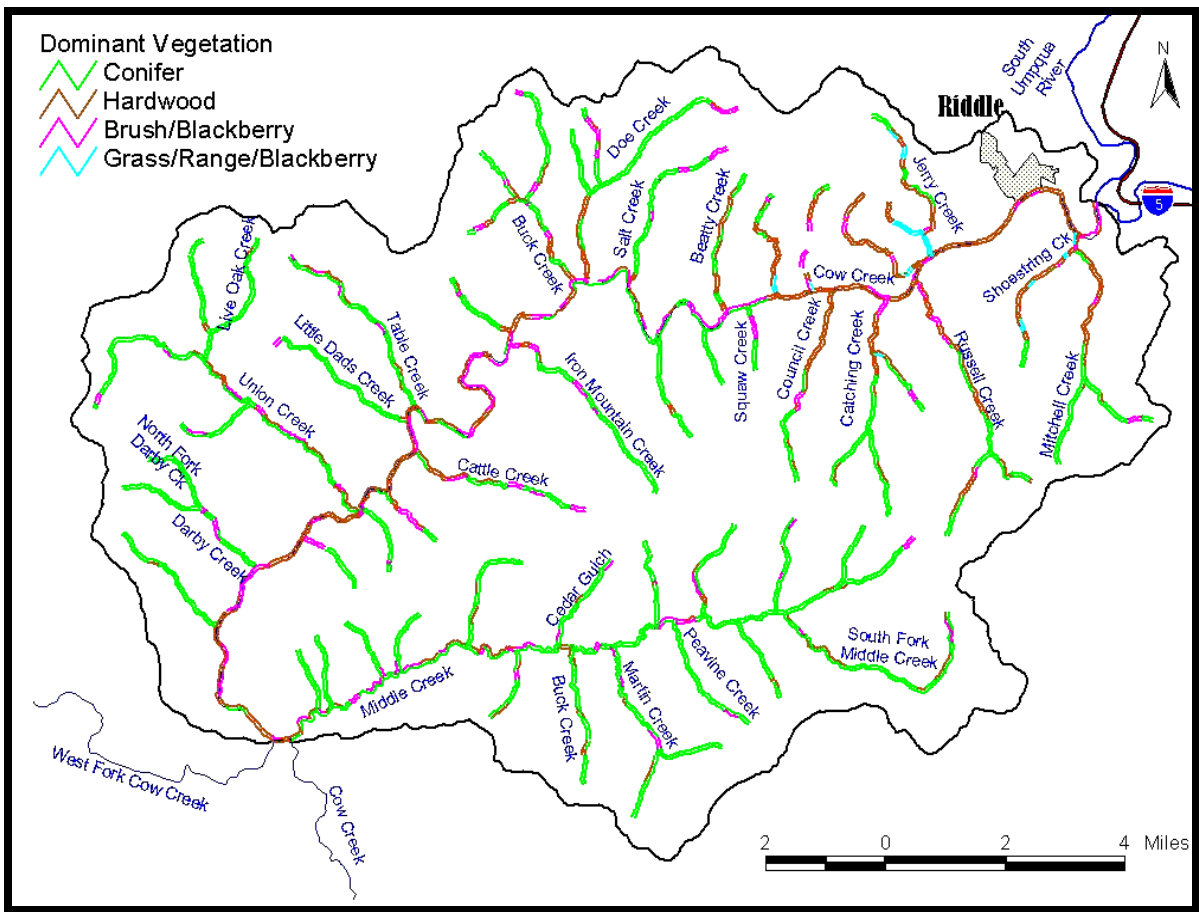 Dominant Vegetation
Conifer
Hardwood
Brush/Blackberry
Grass/Range/Blackberry
South
Umpqua
River
N
Riddle
5
Doe Creek
Jerry Creek
Salt Creek
Beatty Creek
Buck Creek
Live Oak Creek
Shoestring Ck
Cow Creek
Table Creek
Little Dads Creek
Council Creek
Squaw Creek
Catching Creek
Russell Creek
Iron Mountain Creek
Union Creek
Mitchell Creek
North Fork
Darby Ck
Cattle Creek
Darby Creek
Cedar Gulch
South Fork
Middle Creek
Peavine Creek
Middle Creek
Buck Creek
Martin Creek
West Fork Cow Creek
Cow Creek
2 0 2 4 Miles